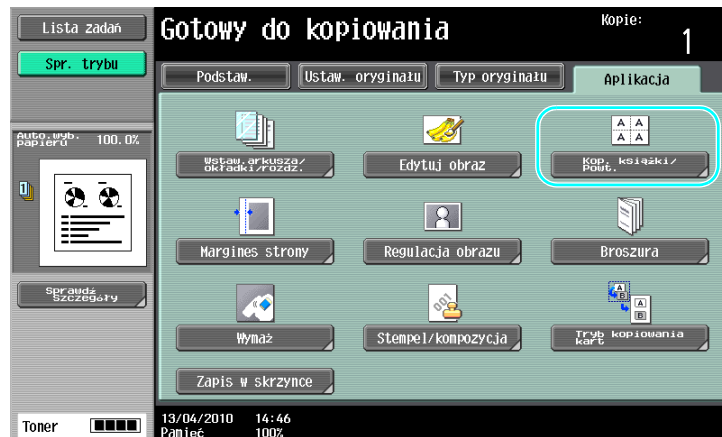 Lista zadań
Gotowy do kopiowania
Kopie:
1
Spr. trybu
Podstaw.
Ustaw. oryginału
Typ oryginału
Aplikacja
Auto.wyb.
papieru
100.0%
Wstaw.arkusza/
okładki/rozdz.
Edytuj obraz
Kop. książki/
Powt.
Margines strony
Regulacja obrazu
Broszura
Sprawdź
Szczegóły
Wymaż
Stempel/kompozycja
Tryb kopiowania
kart
Zapis w skrzynce
Toner
13/04/2010 14:46
Pamięć 100%